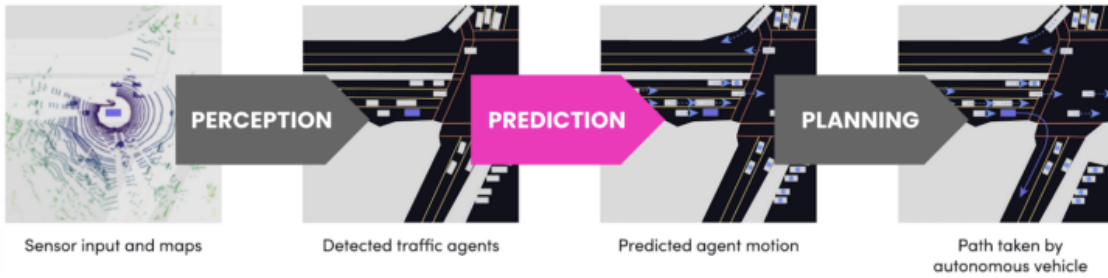 PERCEPTION
PREDICTION
PLANNING
Sensor input and maps
Detected traffic agents
Predicted agent motion
Path taken by
autonomous vehicle